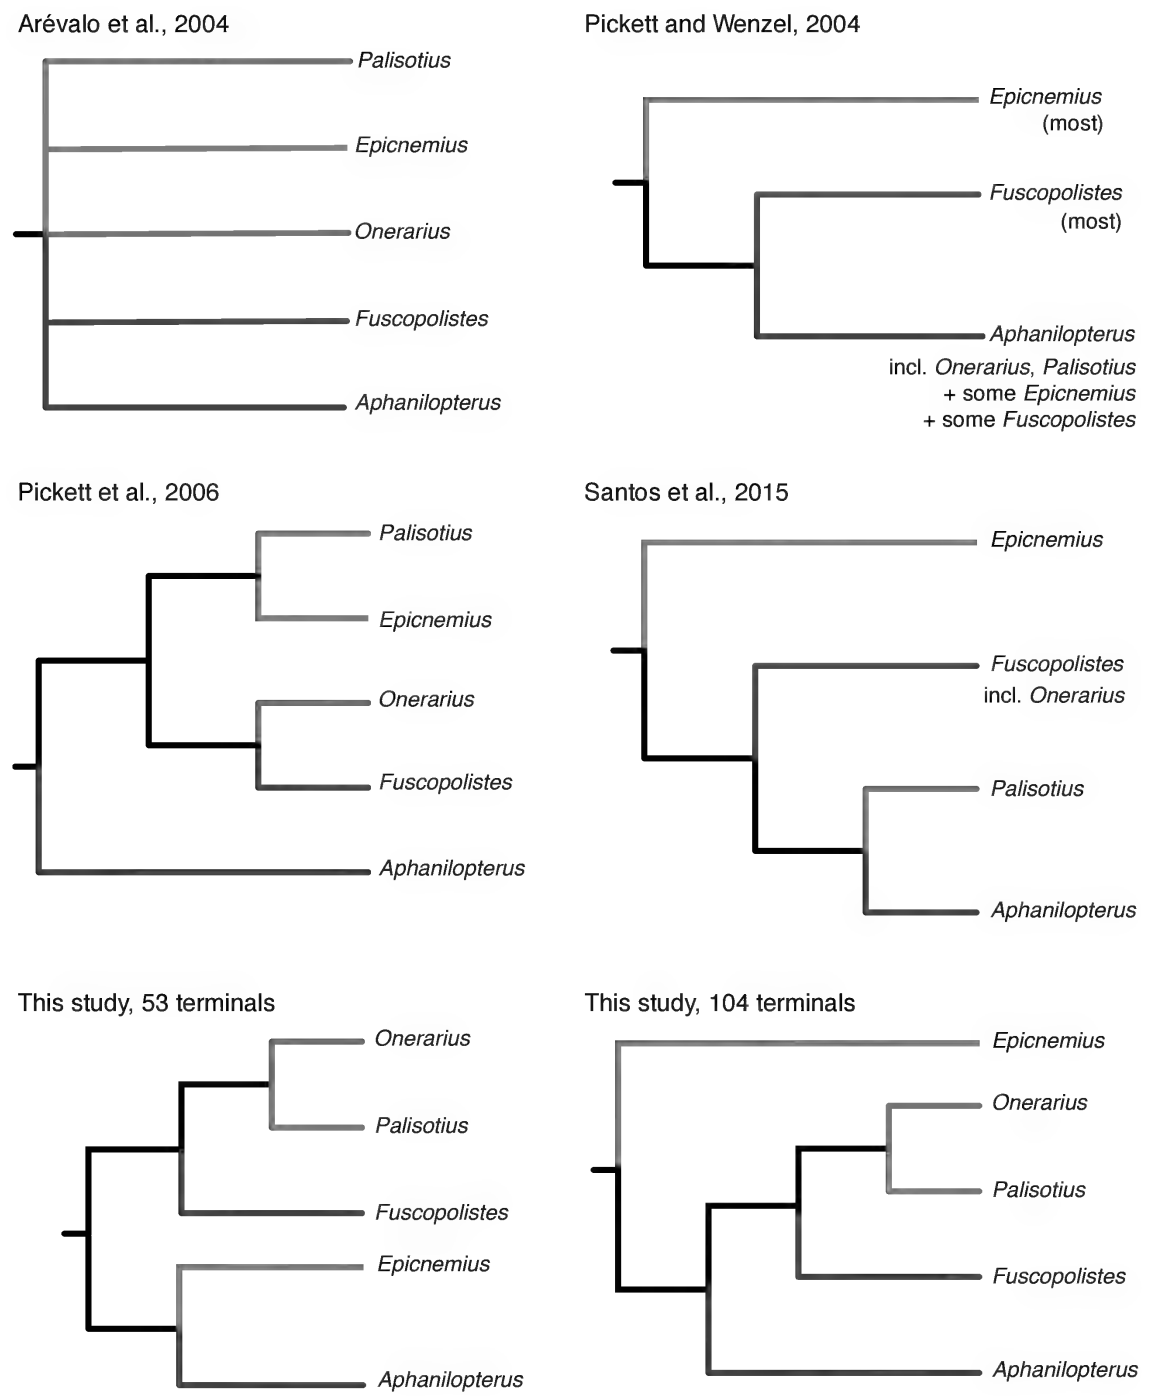 Arévalo et al., 2004
Palisotius
Epicnemius
Onerarius
Fuscopolistes
Aphanilopterus
Pickett and Wenzel, 2004
Epicnemius
(most)
Fuscopolistes
(most)
Aphanilopterus
incl. Onerarius, Palisotius
+ some Epicnemius
+ some Fuscopolistes
Pickett et al., 2006
Palisotius
Epicnemius
Onerarius
Fuscopolistes
Aphanilopterus
Santos et al., 2015
Epicnemius
Fuscopolistes
incl. Onerarius
Palisotius
Aphanilopterus
This study, 53 terminals
Onerarius
Palisotius
Fuscopolistes
Epicnemius
Aphanilopterus
This study, 104 terminals
Epicnemius
Onerarius
Palisotius
Fuscopolistes
Aphanilopterus